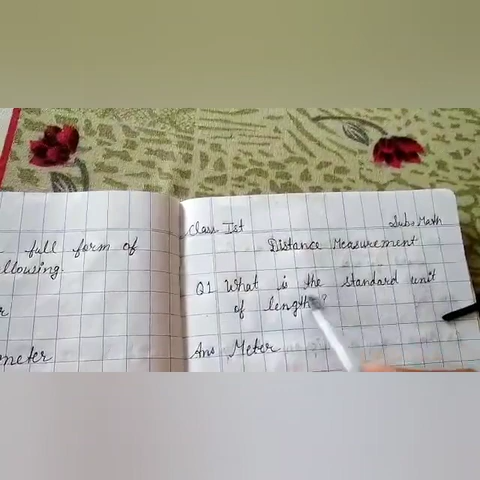 full form of
llowing
meter
Class Ist Sub: Math
Distance Measurement
Q1 What is the standard unit
of length?
Ans Meter